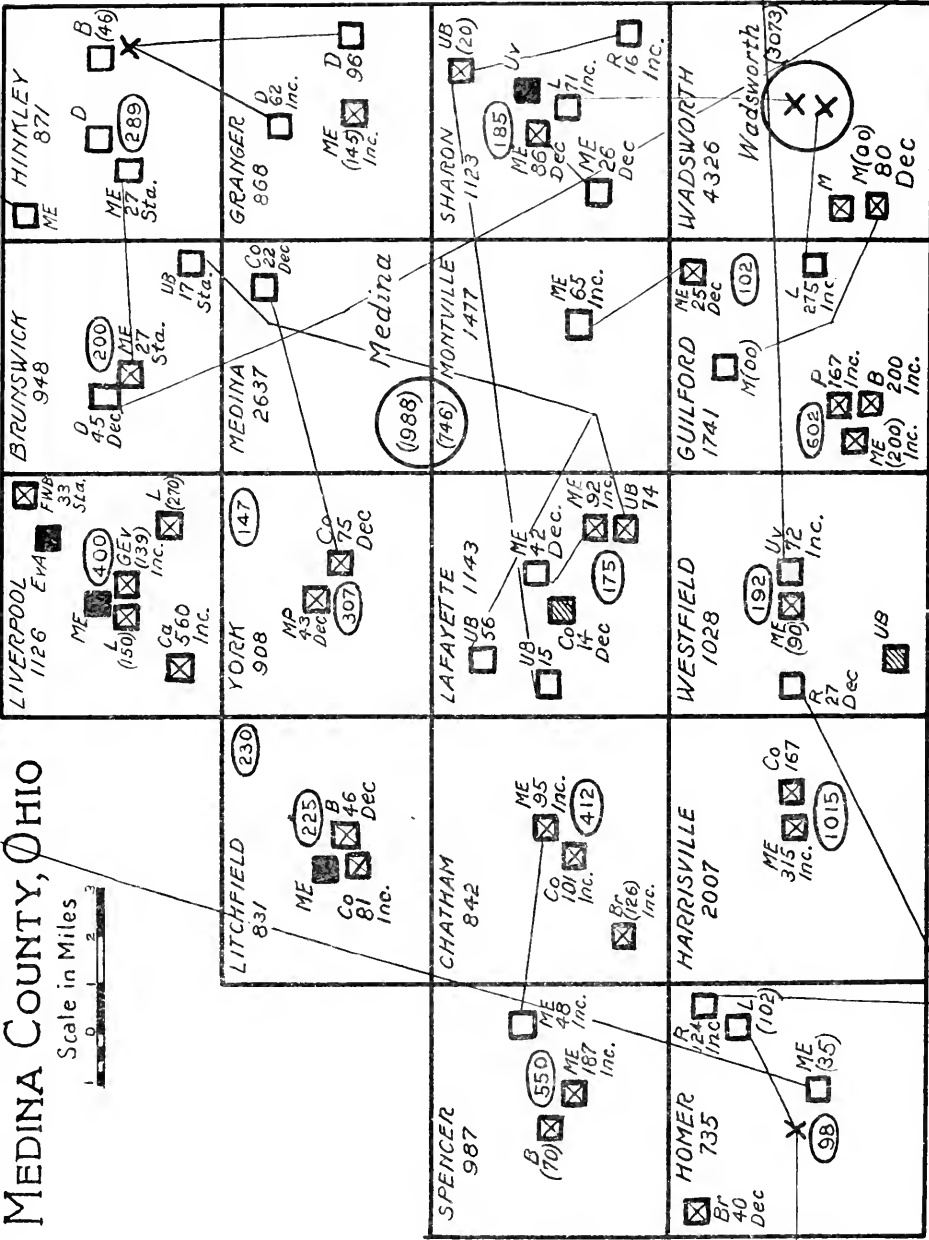 MEDINA COUNTY, OHIO
Scale in Miles
1 0 1 2 3
LIVERPOOL
1126
EvA
FWB
33
Sta.
ME
400
L
(150)
GEV
(139)
Inc.
L
(270)
Ca
560
Inc.
BRUNSWICK
948
D
45
Dec
200
ME
27
Sta.
UB
17
Sta.
HINKLEY
871
ME
D
B
(46)
289
ME
27
Sta.
LITCHFIELD
831
230
225
ME
B
46
Dec
Co
81
Inc.
YORK
908
147
MP
43
Dec
Co
75
Dec
307
MEDINA
2637
Co
22
Dec
Medina
(1988)
(746)
GRANGER
868
D
62
Inc.
D
96
ME
(145)
Inc.
SPENCER
987
550
B
(70)
ME
187
Inc.
ME
48
Inc.
CHATHAM
842
ME
95
Inc.
Co
101
Inc.
412
Br
(126)
Inc.
LAFAYETTE 1143
UB
56
UB
15
ME
42
Dec.
Co
14
Dec
ME
92
Inc
UB
74
175
MONTVILLE
1477
ME
65
Inc.
SHARON
1123
UB
(20)
185
Uv
ME
86
Dec
L
71
Inc.
R
16
Inc.
ME
26
Dec
HOMER
735
Br
40
Dec
R
124
Inc
L
(102)
ME
(35)
98
HARRISVILLE
2007
ME
315
Inc.
Co
167
1015
WESTFIELD
1028
192
R
27
Dec
ME
(90)
Uv
72
Inc.
UB
GUILFORD
1741
ME
25
Dec
102
M(00)
L
275
Inc
602
P
167
Inc.
ME
(200)
Inc.
B
200
Inc.
WADSWORTH
4326
Wadsworth
(3073)
M
M(00)
80
Dec